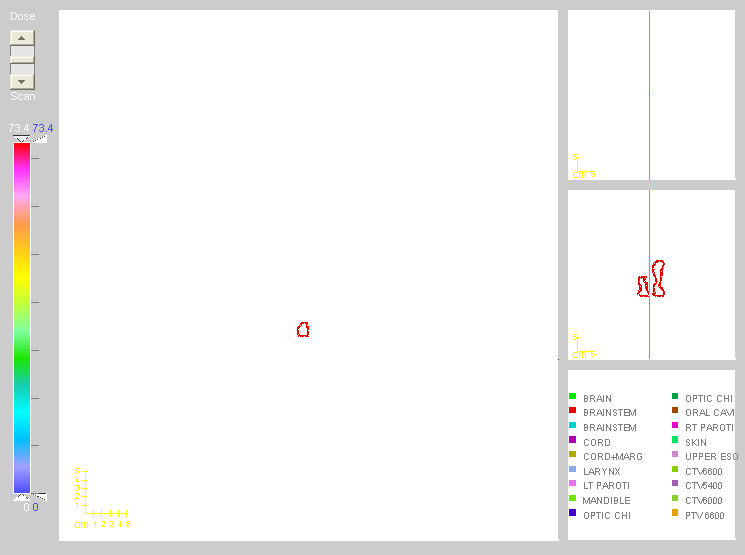 Dose
Scan
73.4 73.4
0 0
5
4
3
2
1
cm 1 2 3 4 5
5
cm 5
5
cm 5
BRAIN
BRAINSTEM
BRAINSTEM
CORD
CORD+MARG
LARYNX
LT PAROTI
MANDIBLE
OPTIC CHI
OPTIC CHI
ORAL CAVI
RT PAROTI
SKIN
UPPER ESO
CTV6600
CTV5400
CTV6000
PTV6600